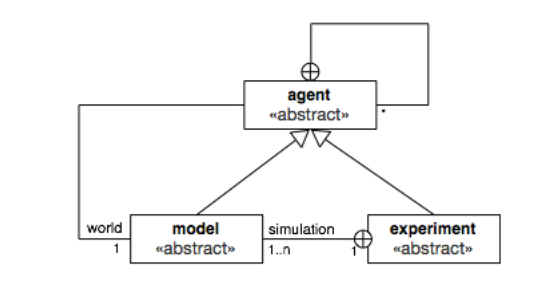 agent
«abstract»
*
world
1
model
«abstract»
simulation
1..n
1
experiment
«abstract»